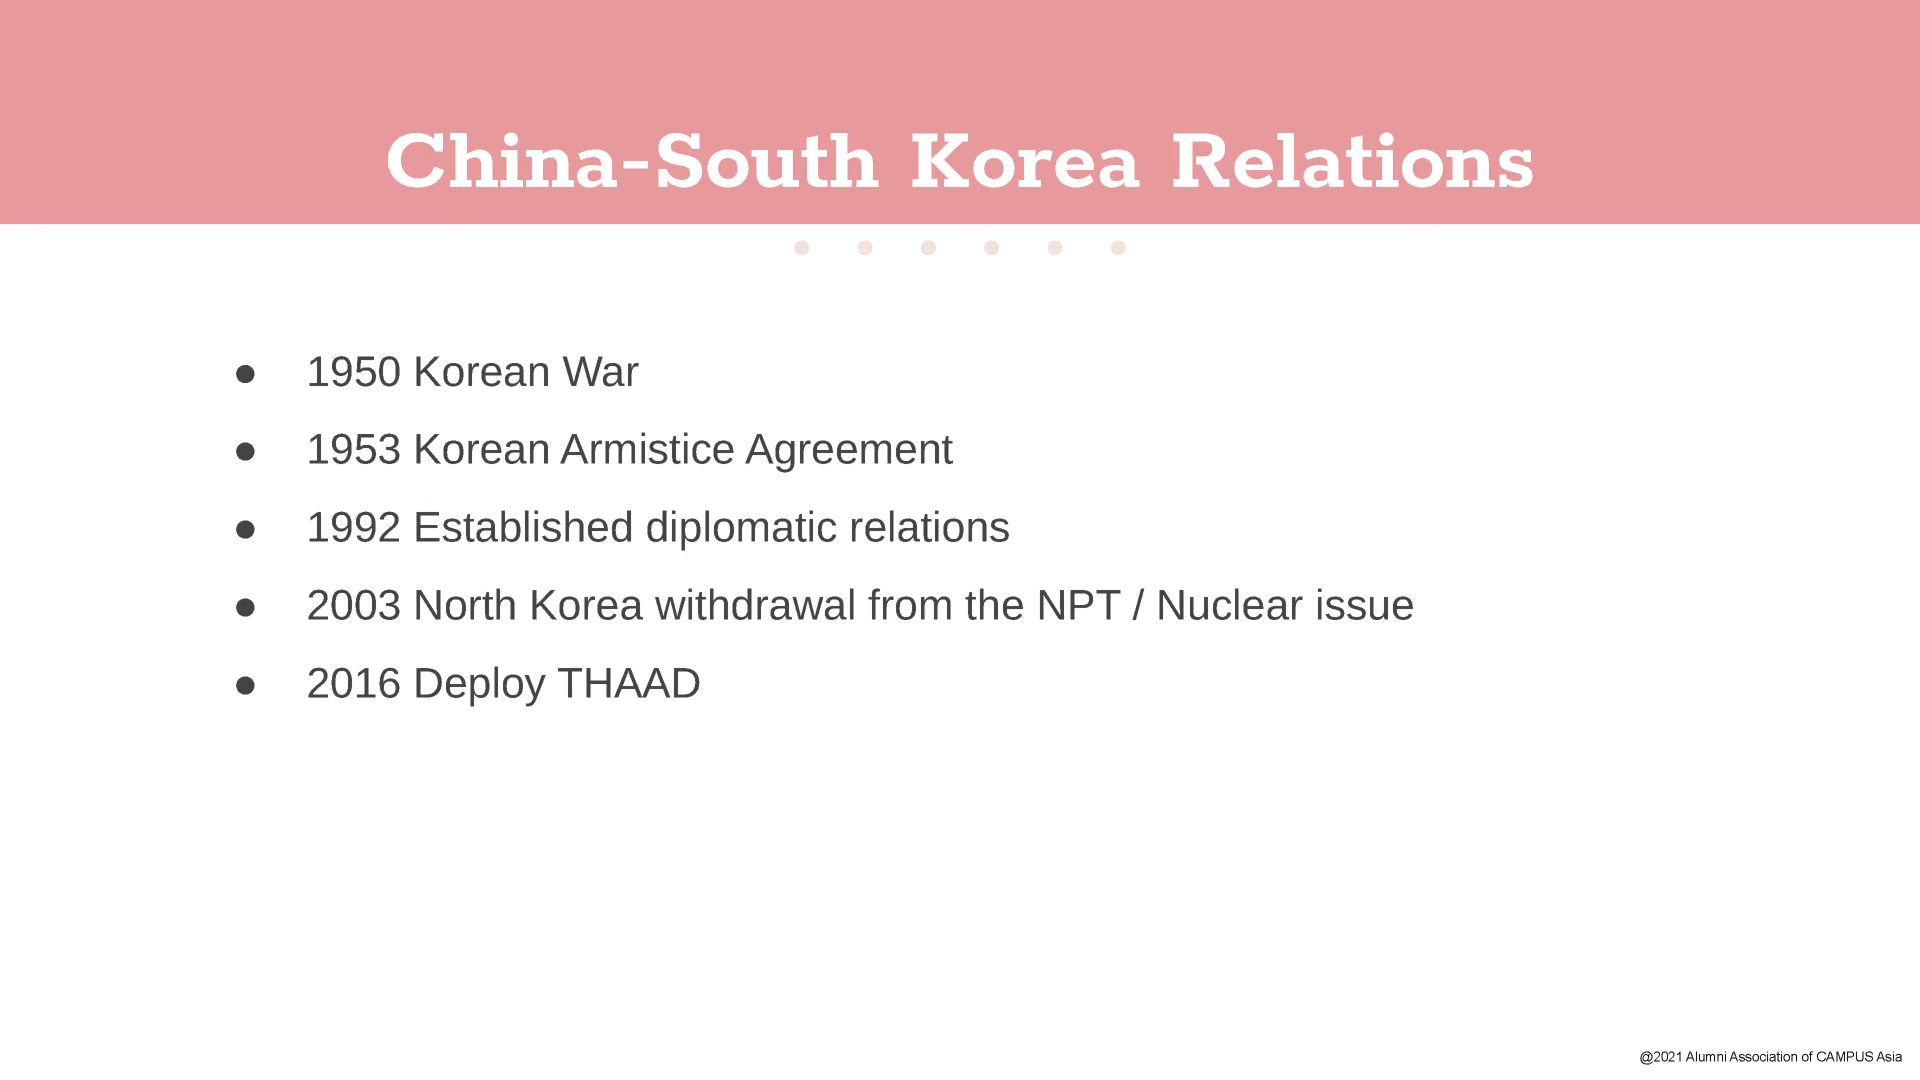 China-South Korea Relations
● 1950 Korean War
● 1953 Korean Armistice Agreement
● 1992 Established diplomatic relations
● 2003 North Korea withdrawal from the NPT / Nuclear issue
● 2016 Deploy THAAD
@2021 Alumni Association of CAMPUS Asia